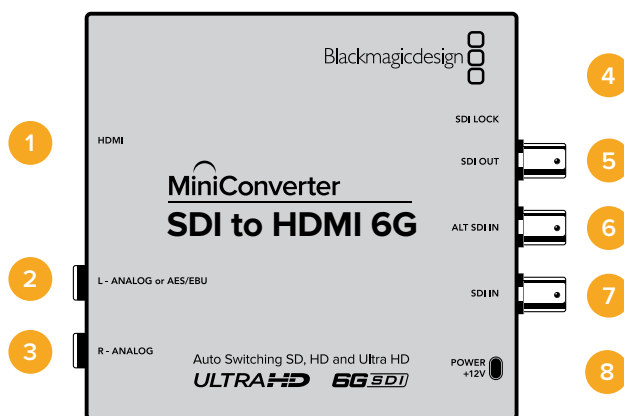 Blackmagicdesign
4
SDI LOCK
1
HDMI
SDI OUT
5
MiniConverter
SDI to HDMI 6G
ALT SDI IN
6
2
L - ANALOG or AES/EBU
SDI IN
7
3
R - ANALOG
Auto Switching SD, HD and Ultra HD
ULTRA HD 6G SDI
POWER
+12V
8